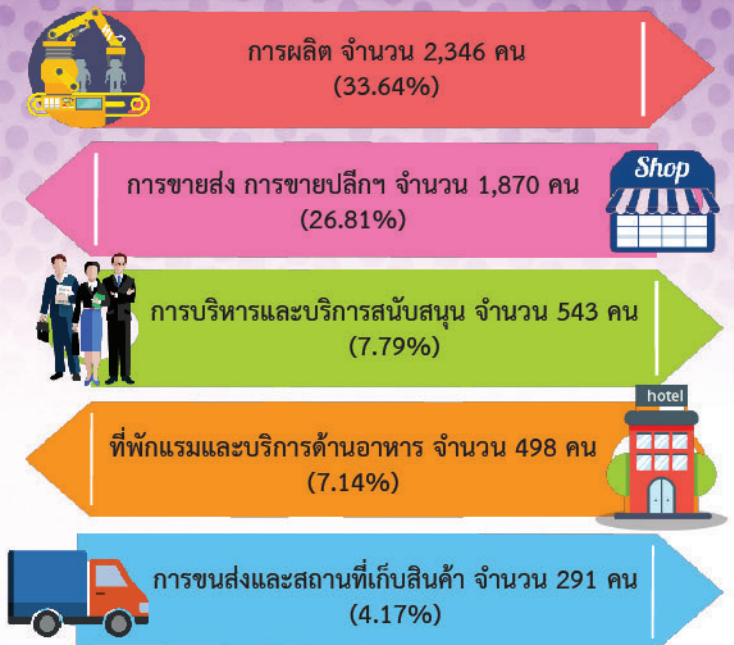 การผลิต จำนวน 2,346 คน
(33.64%)
Shop
การขายส่ง การขายปลีกฯ จำนวน 1,870 คน
(26.81%)
การบริหารและบริการสนับสนุน จำนวน 543 คน
(7.79%)
hotel
ที่พักแรมและบริการด้านอาหาร จำนวน 498 คน
(7.14%)
การขนส่งและสถานที่เก็บสินค้า จำนวน 291 คน
(4.17%)